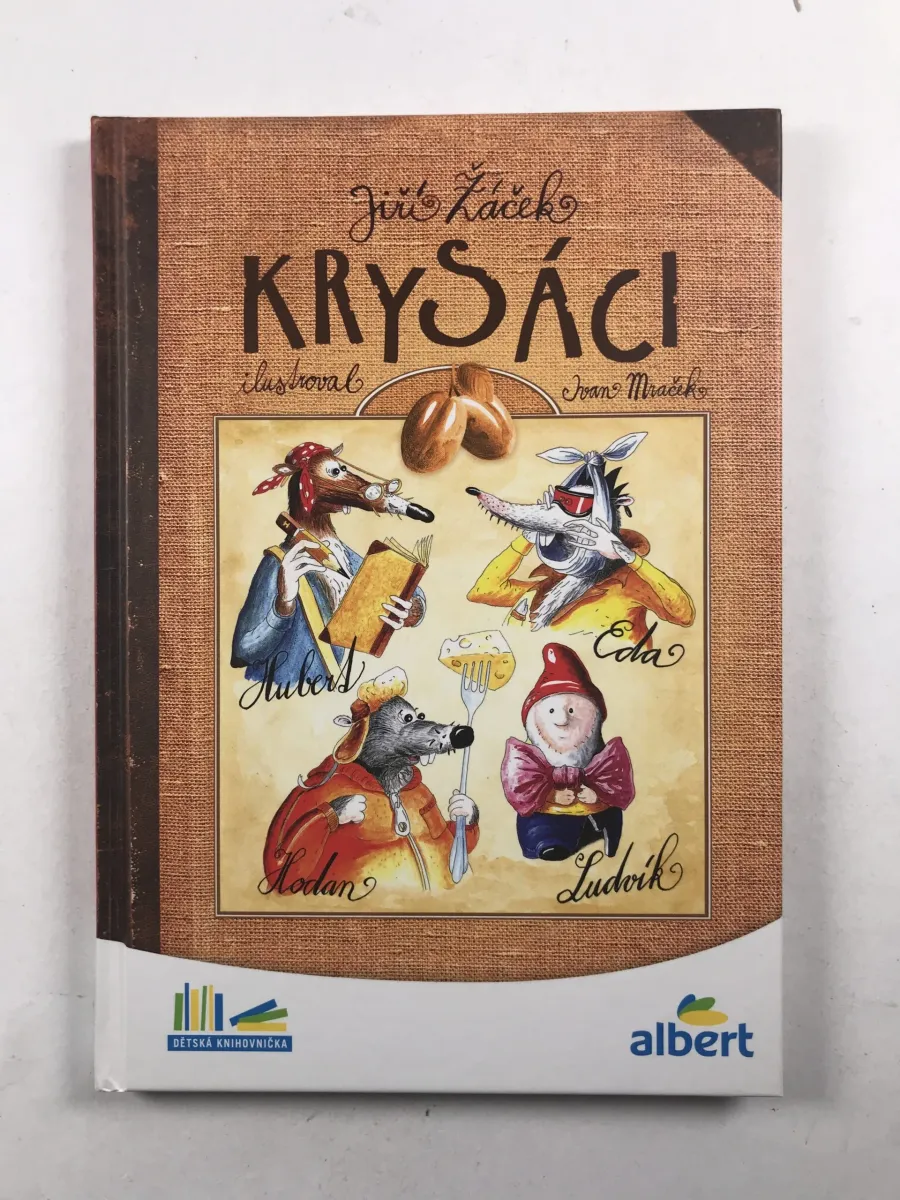 Jiří Žáček
KRYSÁCI
ilustroval Ivan Mraček
Hubert
Eda
Hodan
Ludvík
DĚTSKÁ KNIHOVNIČKA
albert